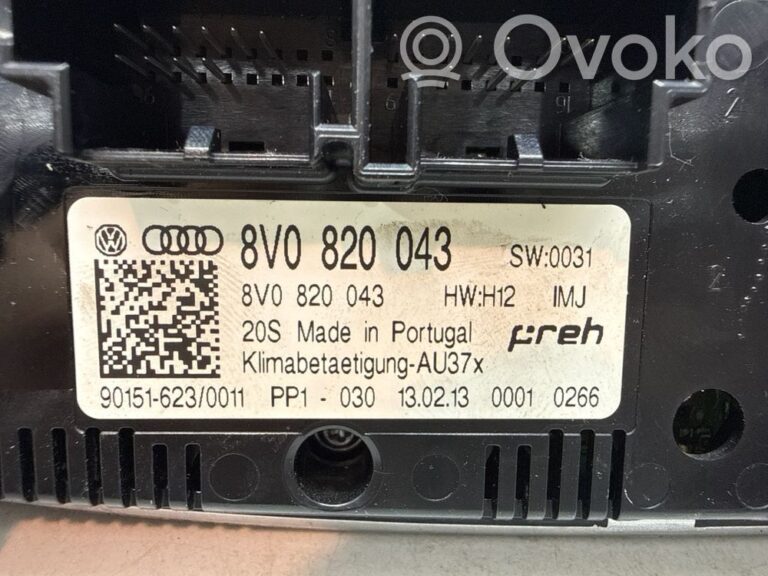 Ovoko
8V0 820 043 SW:0031
8V0 820 043 HW:H12 IMJ
20S Made in Portugal preh
Klimabetaetigung-AU37x
90151-623/0011 PP1 - 030 13.02.13 0001 0266